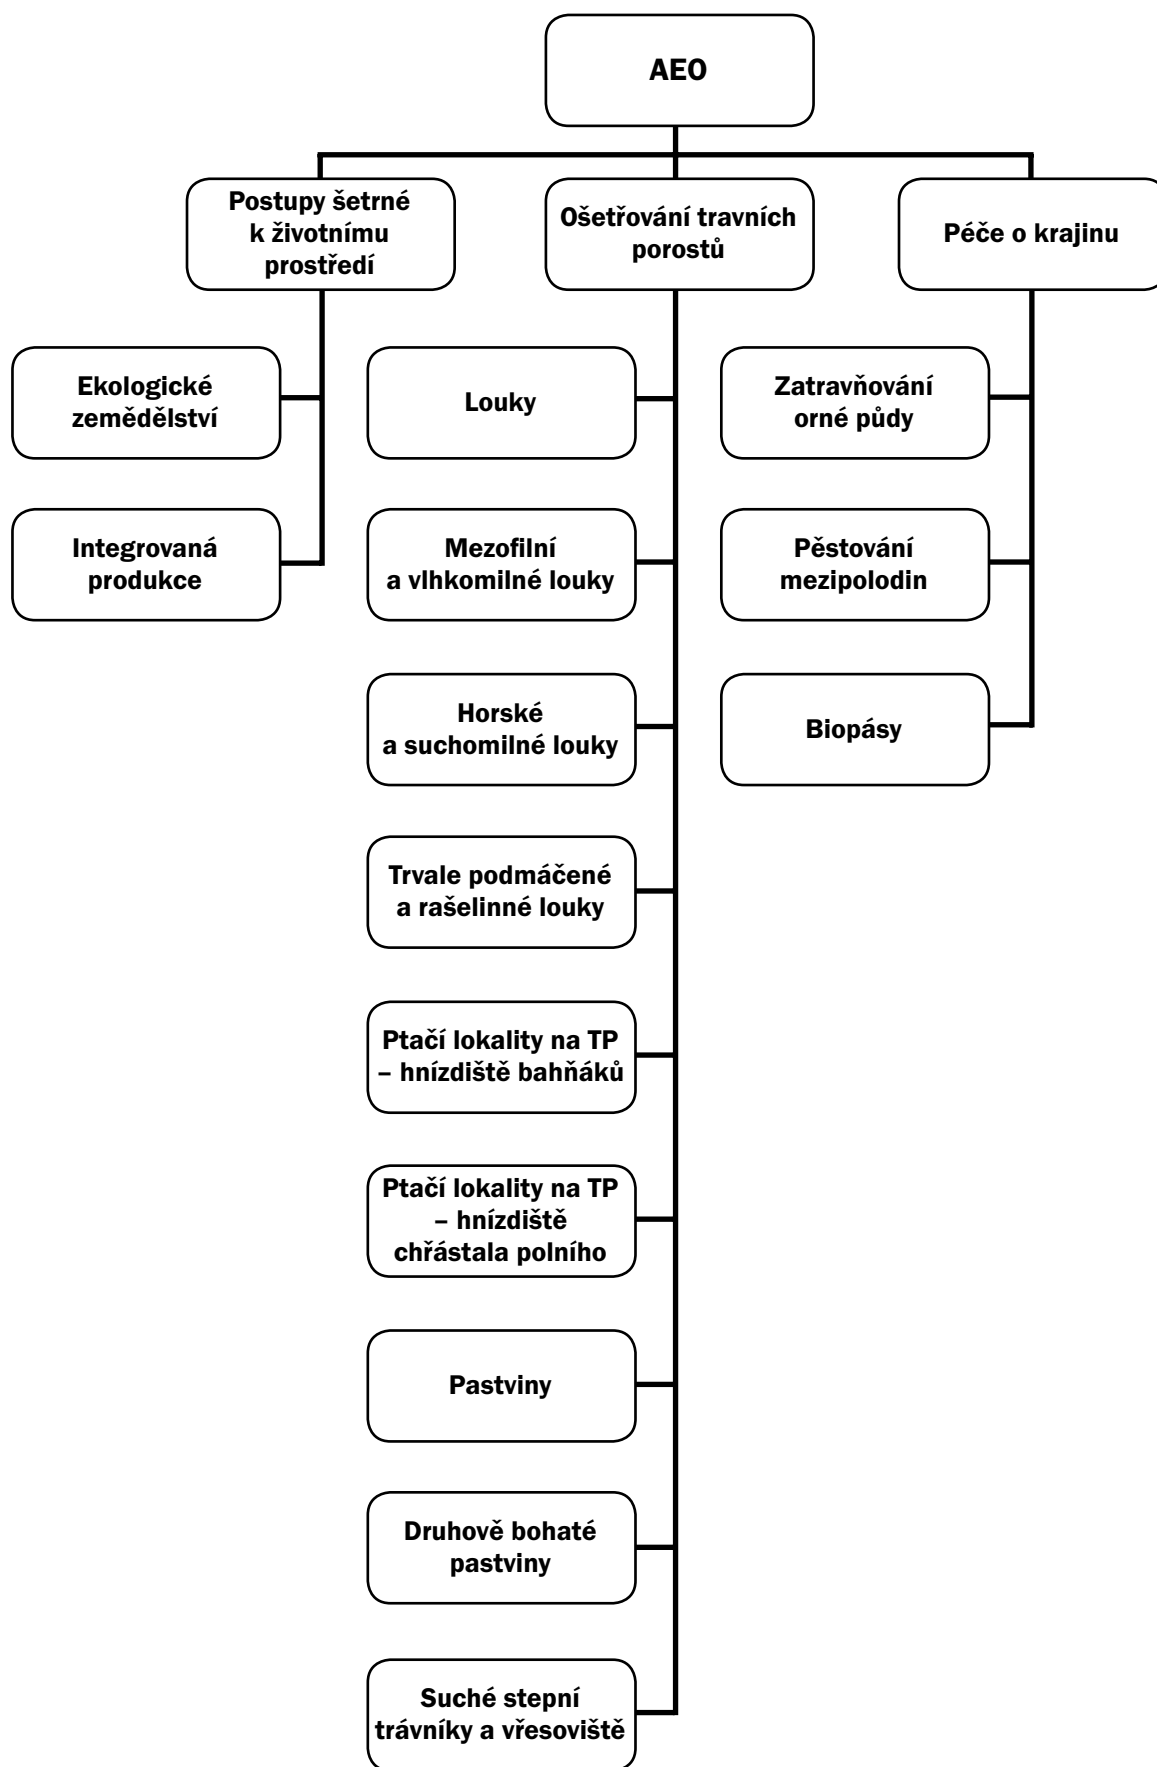 AEO
Postupy šetrné
k životnímu
prostředí
Ošetřování travních
porostů
Péče o krajinu
Ekologické
zemědělství
Integrovaná
produkce
Louky
Mezofilní
a vlhkomilné louky
Horské
a suchomilné louky
Trvale podmáčené
a rašelinné louky
Ptačí lokality na TP
– hnízdiště bahňáků
Ptačí lokality na TP
– hnízdiště
chřástala polního
Pastviny
Druhově bohaté
pastviny
Suché stepní
trávníky a vřesoviště
Zatravňování
orné půdy
Pěstování
mezipolodin
Biopásy